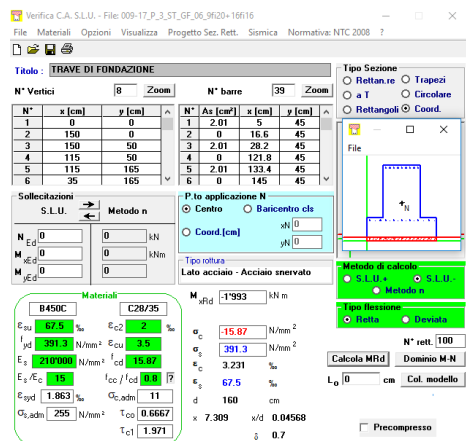 Verifica C.A. S.L.U. - File: 009-17_P_3_ST_GF_06_9fi20+16fi16
File Materiali Opzioni Visualizza Progetto Sez. Rett. Sismica Normativa: NTC 2008 ?
Titolo : TRAVE DI FONDAZIONE
N° Vertici 8 Zoom N° barre 39 Zoom
N° x [cm] y [cm]
1 0 0
2 150 0
3 150 50
4 115 50
5 115 165
6 35 165
N° As [cm²] x [cm] y [cm]
1 2.01 5 45
2 0 16.6 45
3 2.01 28.2 45
4 0 121.8 45
5 2.01 133.4 45
6 0 145 45
Tipo Sezione
Rettan.re Trapezi
a T Circolare
Rettangoli Coord.
File
N
Sollecitazioni
S.L.U. Metodo n
N Ed 0 0 kN
M xEd 0 0 kNm
M yEd 0 0
P.to applicazione N
Centro Baricentro cls
Coord.[cm] xN 0
yN 0
Tipo rottura
Lato acciaio - Acciaio snervato
Metodo di calcolo
S.L.U.+ S.L.U.-
Metodo n
Tipo flessione
Retta Deviata
Materiali
B450C C28/35
εsu 67.5 ‰ εc2 2 ‰
fyd 391.3 N/mm² εcu 3.5
Es 210'000 N/mm² fcd 15.87
Es/Ec 15 fcc / fcd 0.8 ?
εsyd 1.863 ‰ σc,adm 11
σs,adm 255 N/mm² τco 0.6667
τc1 1.971
M xRd -1'993 kN m
σc -15.87 N/mm²
σs 391.3 N/mm²
εc 3.231 ‰
εs 67.5 ‰
d 160 cm
x 7.309 x/d 0.04568
δ 0.7
N° rett. 100
Calcola MRd Dominio M-N
Lo 0 cm Col. modello
Precompresso